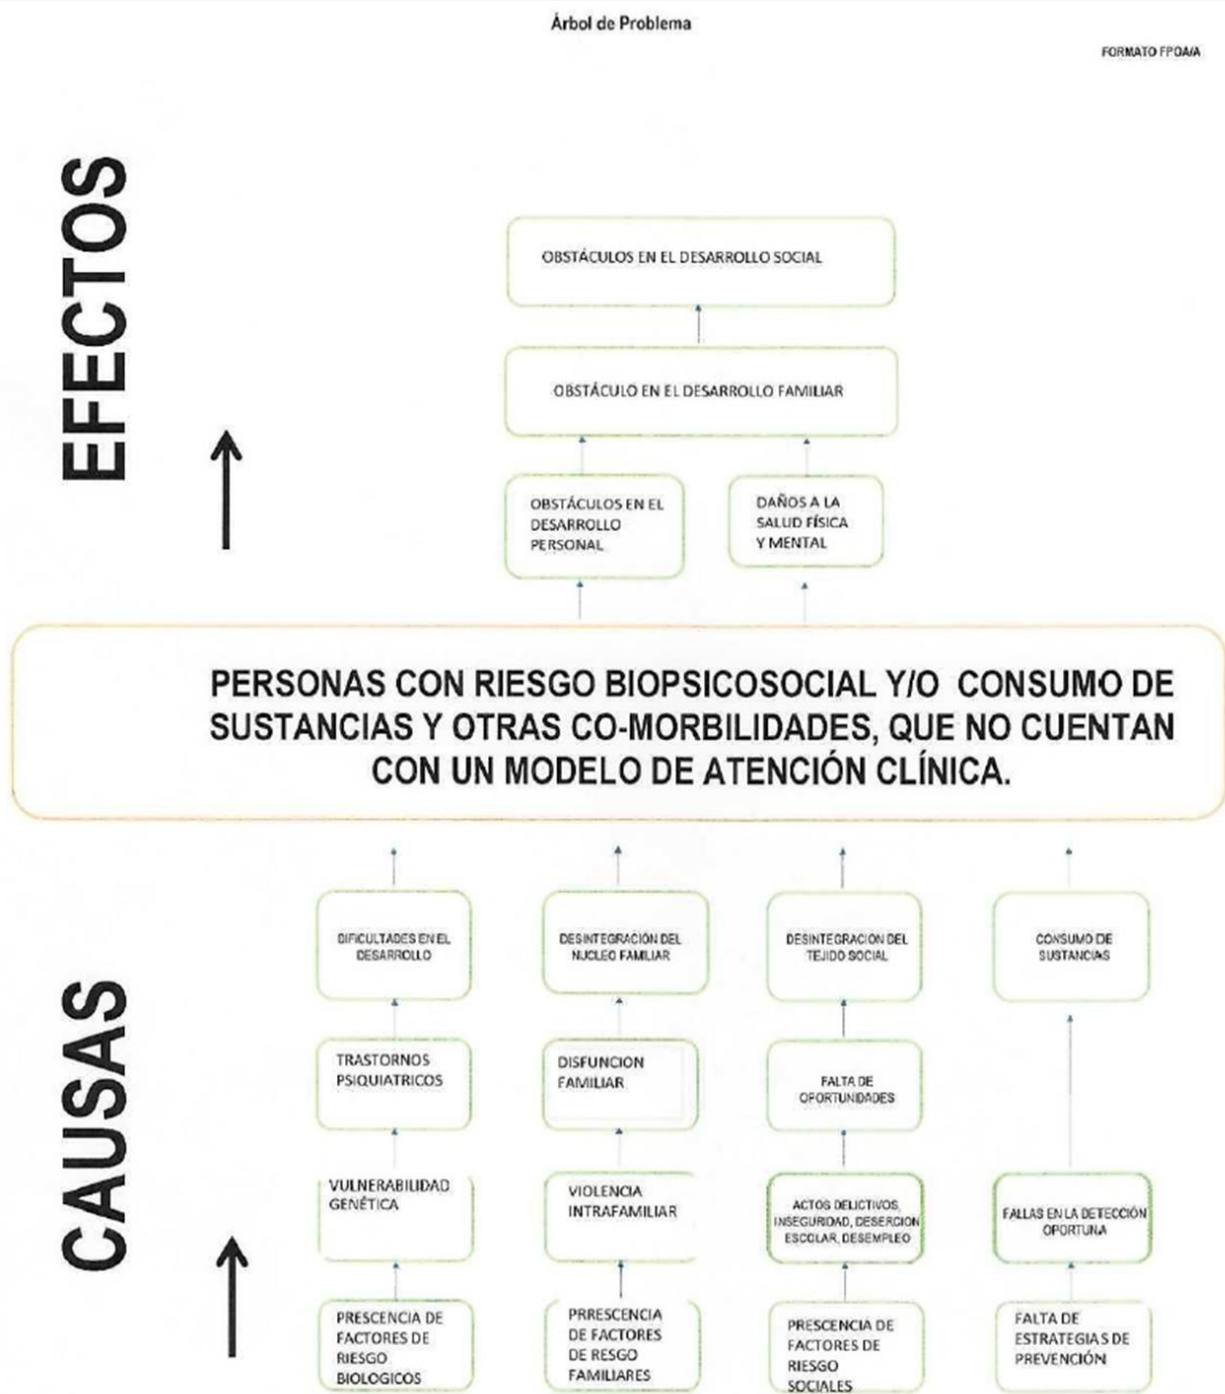 Árbol de Problema
FORMATO FPOA/A
EFECTOS
OBSTÁCULOS EN EL DESARROLLO SOCIAL
OBSTÁCULO EN EL DESARROLLO FAMILIAR
OBSTÁCULOS EN EL
DESARROLLO
PERSONAL
DAÑOS A LA
SALUD FÍSICA
Y MENTAL
PERSONAS CON RIESGO BIOPSICOSOCIAL Y/O CONSUMO DE
SUSTANCIAS Y OTRAS CO-MORBILIDADES, QUE NO CUENTAN
CON UN MODELO DE ATENCIÓN CLÍNICA.
CAUSAS
DIFICULTADES EN EL
DESARROLLO
DESINTEGRACIÓN DEL
NUCLEO FAMILIAR
DESINTEGRACION DEL
TEJIDO SOCIAL
CONSUMO DE
SUSTANCIAS
TRASTORNOS
PSIQUIATRICOS
DISFUNCION
FAMILIAR
FALTA DE
OPORTUNIDADES
VULNERABILIDAD
GENÉTICA
VIOLENCIA
INTRAFAMILIAR
ACTOS DELICTIVOS,
INSEGURIDAD, DESERCION
ESCOLAR, DESEMPLEO
FALLAS EN LA DETECCIÓN
OPORTUNA
PRESCENCIA DE
FACTORES DE
RIESGO
BIOLOGICOS
PRRESCENCIA
DE FACTORES
DE RESGO
FAMILIARES
PRESCENCIA DE
FACTORES DE
RIESGO
SOCIALES
FALTA DE
ESTRATEGIAS DE
PREVENCIÓN